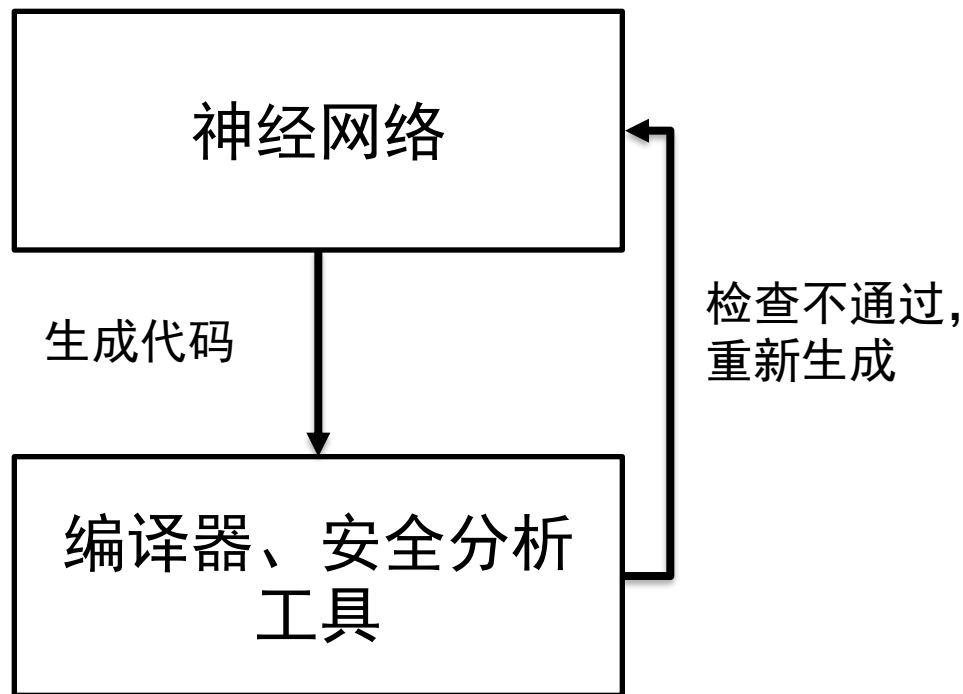 神经网络
生成代码
检查不通过，
重新生成
编译器、安全分析
工具